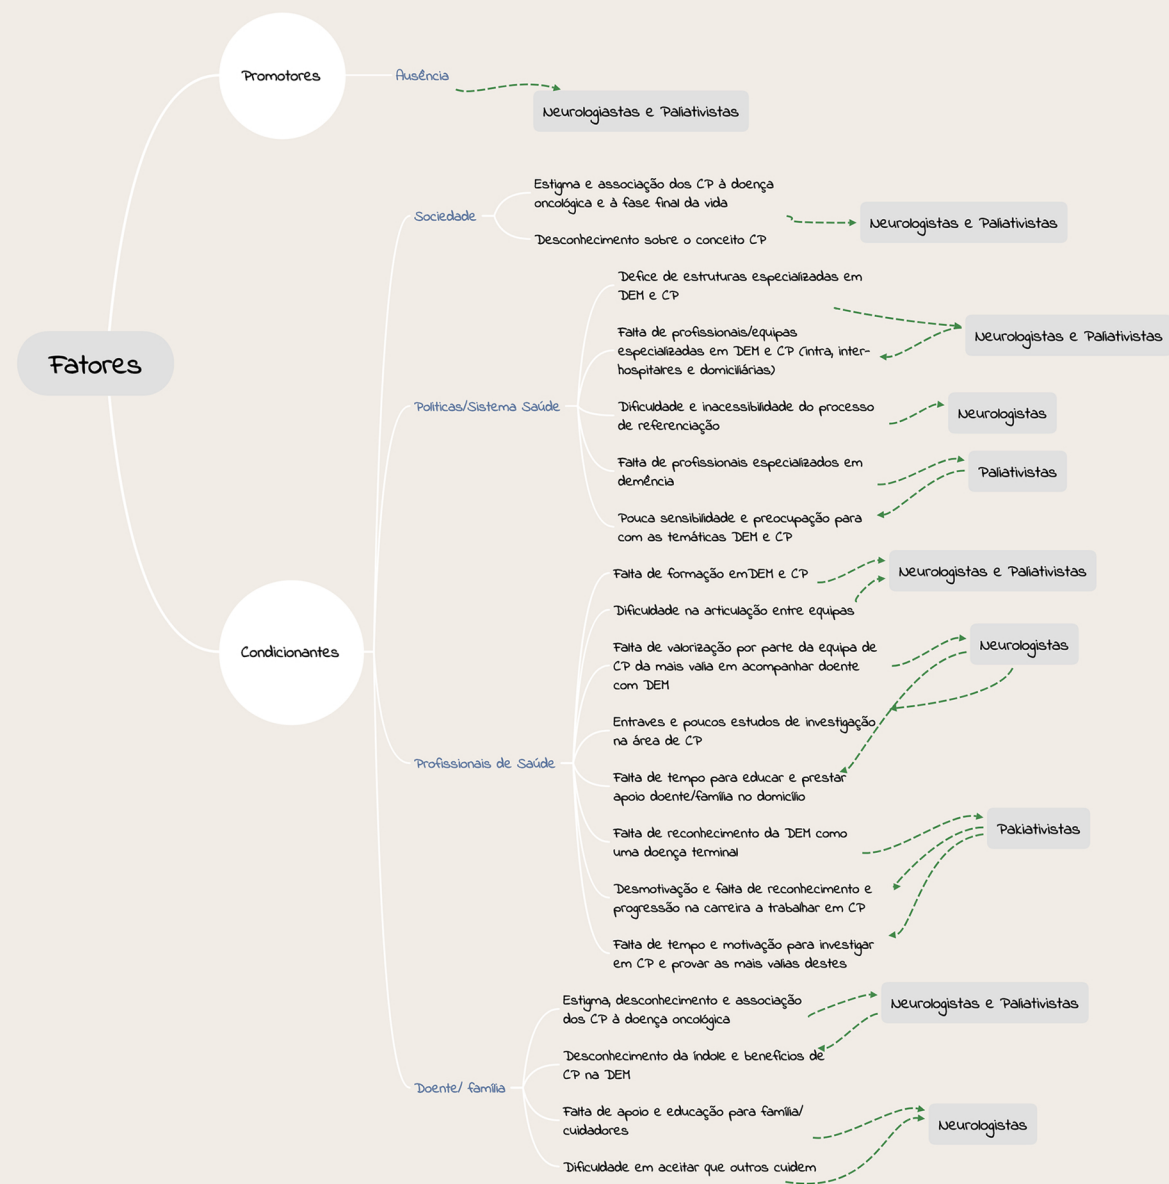 Promotores
Ausência
Neurologiastas e Paliativistas
Estigma e associação dos CP à doença
oncológica e à fase final da vida
Sociedade
Neurologistas e Paliativistas
Desconhecimento sobre o conceito CP
Defice de estruturas especializadas em
DEM e CP
Falta de profissionais/equipas
especializadas em DEM e CP (intra, inter-
hospitalres e domiciliárias)
Neurologistas e Paliativistas
Fatores
Políticas/Sistema Saúde
Dificuldade e inacessibilidade do processo
de referenciação
Neurologistas
Falta de profissionais especializados em
demência
Paliativistas
Pouca sensibilidade e preocupação para
com as temáticas DEM e CP
Falta de formação emDEM e CP
Neurologistas e Paliativistas
Dificuldade na articulação entre equipas
Condicionantes
Falta de valorização por parte da equipa de
CP da mais valia em acompanhar doente
com DEM
Neurologistas
Entraves e poucos estudos de investigação
na área de CP
Profissionais de Saúde
Falta de tempo para educar e prestar
apoio doente/família no domicílio
Falta de reconhecimento da DEM como
uma doença terminal
Pakiativistas
Desmotivação e falta de reconhecimento e
progressão na carreira a trabalhar em CP
Falta de tempo e motivação para investigar
em CP e provar as mais valias destes
Estigma, desconhecimento e associação
dos CP à doença oncológica
Neurologistas e Paliativistas
Desconhecimento da índole e benefícios de
CP na DEM
Doente/ família
Falta de apoio e educação para família/
cuidadores
Neurologistas
Dificuldade em aceitar que outros cuidem